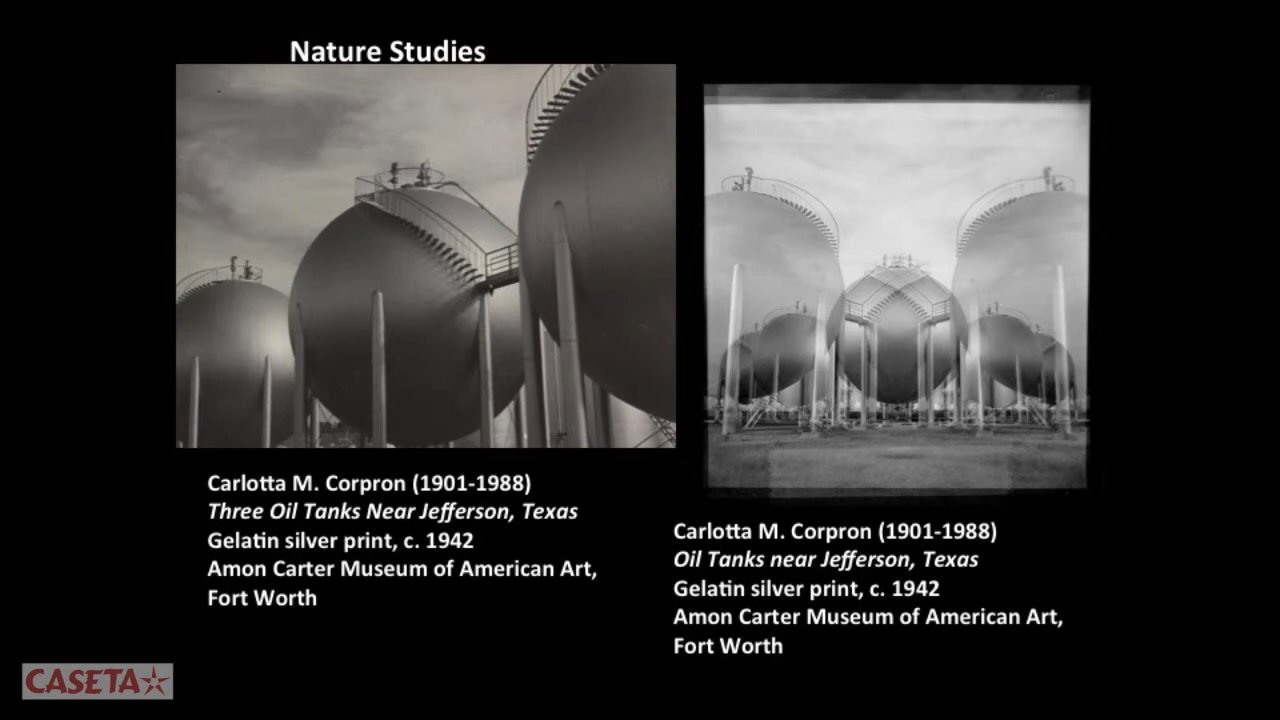 Nature Studies
Carlotta M. Corpron (1901-1988)
Three Oil Tanks Near Jefferson, Texas
Gelatin silver print, c. 1942
Amon Carter Museum of American Art,
Fort Worth
Carlotta M. Corpron (1901-1988)
Oil Tanks near Jefferson, Texas
Gelatin silver print, c. 1942
Amon Carter Museum of American Art,
Fort Worth
CASETA